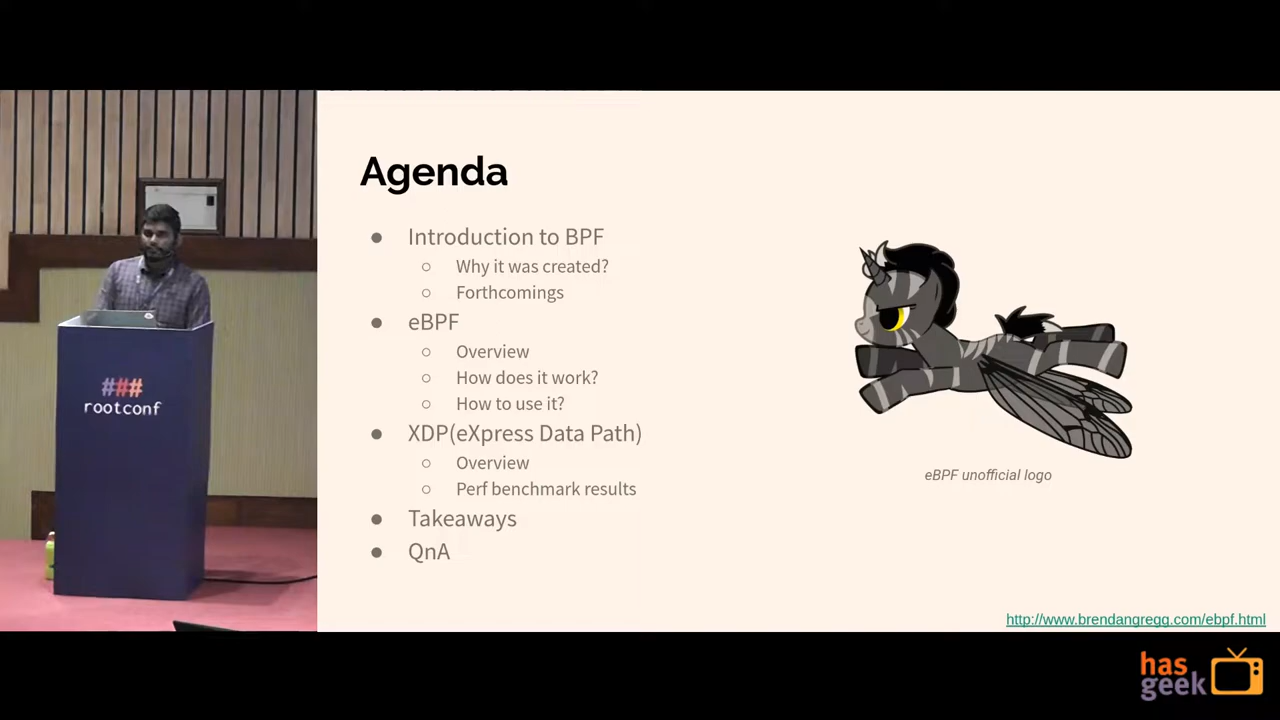 Agenda
● Introduction to BPF
○ Why it was created?
○ Forthcomings
● eBPF
○ Overview
○ How does it work?
○ How to use it?
● XDP(eXpress Data Path)
○ Overview
○ Perf benchmark results
● Takeaways
● QnA
eBPF unofficial logo
http://www.brendangregg.com/ebpf.html
###
rootconf
has
geek